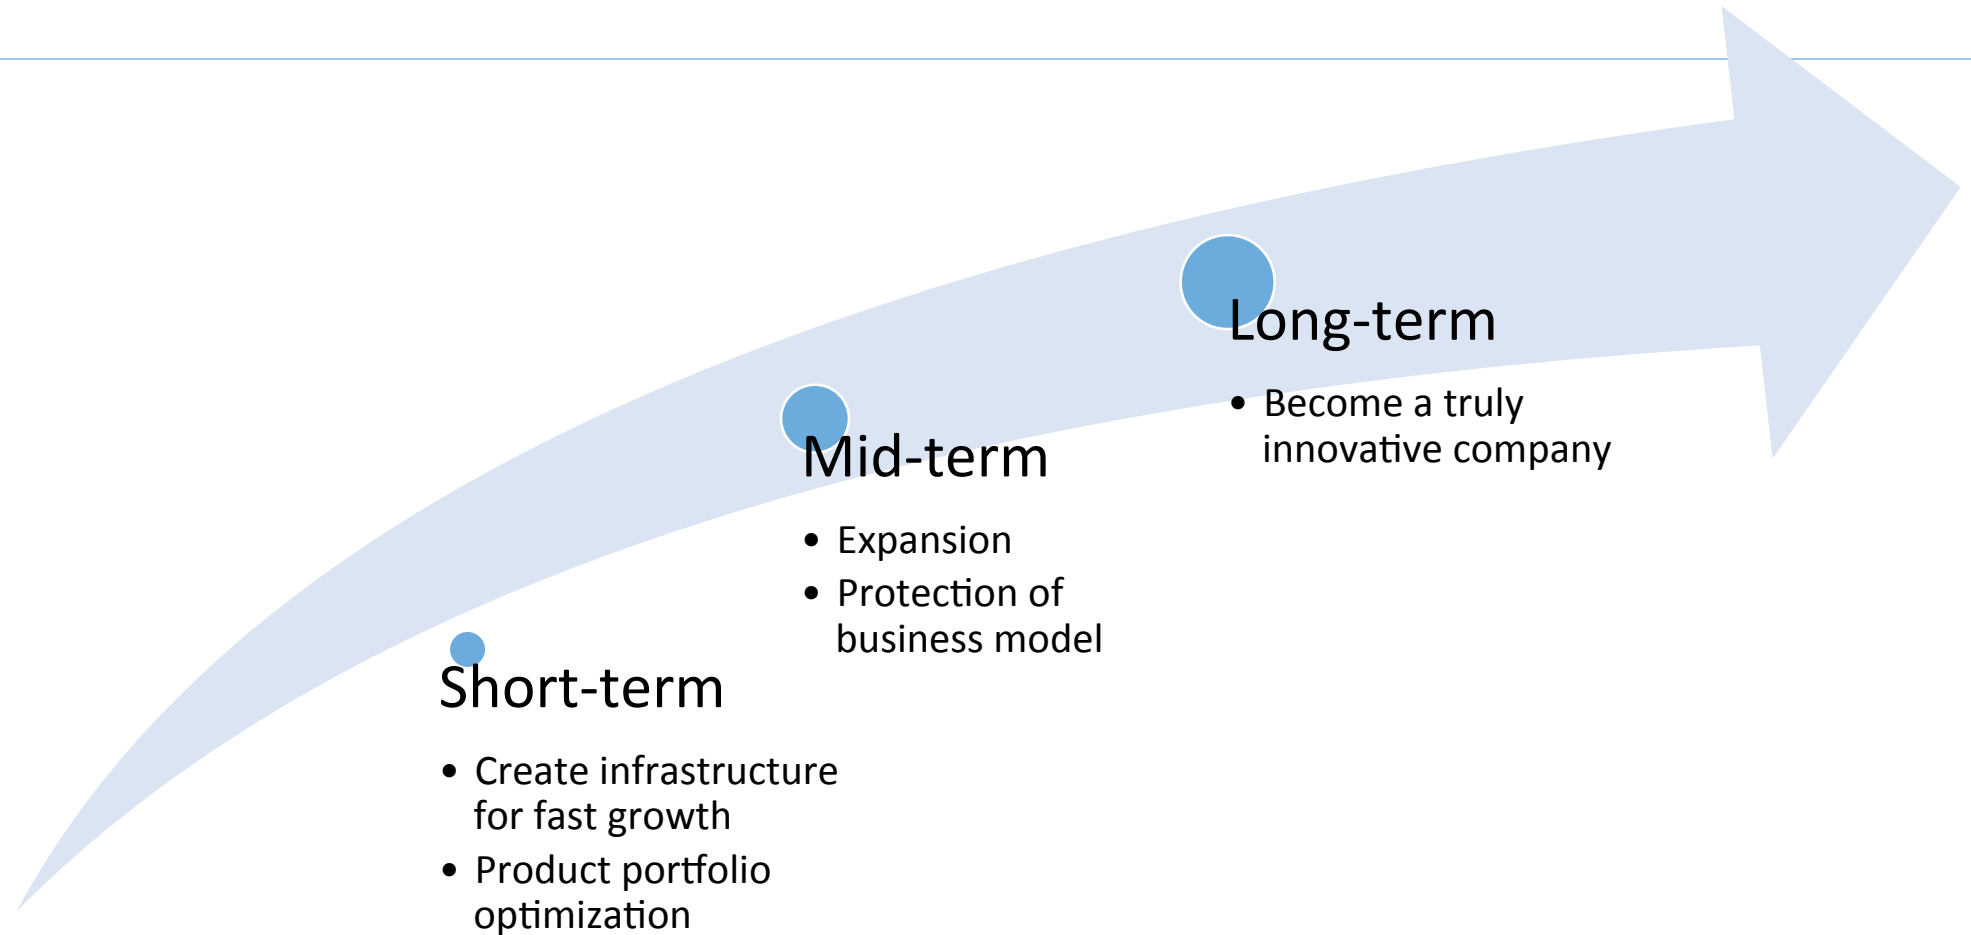 Long-term
• Become a truly
innovative company
Mid-term
• Expansion
• Protection of
business model
Short-term
• Create infrastructure
for fast growth
• Product portfolio
optimization